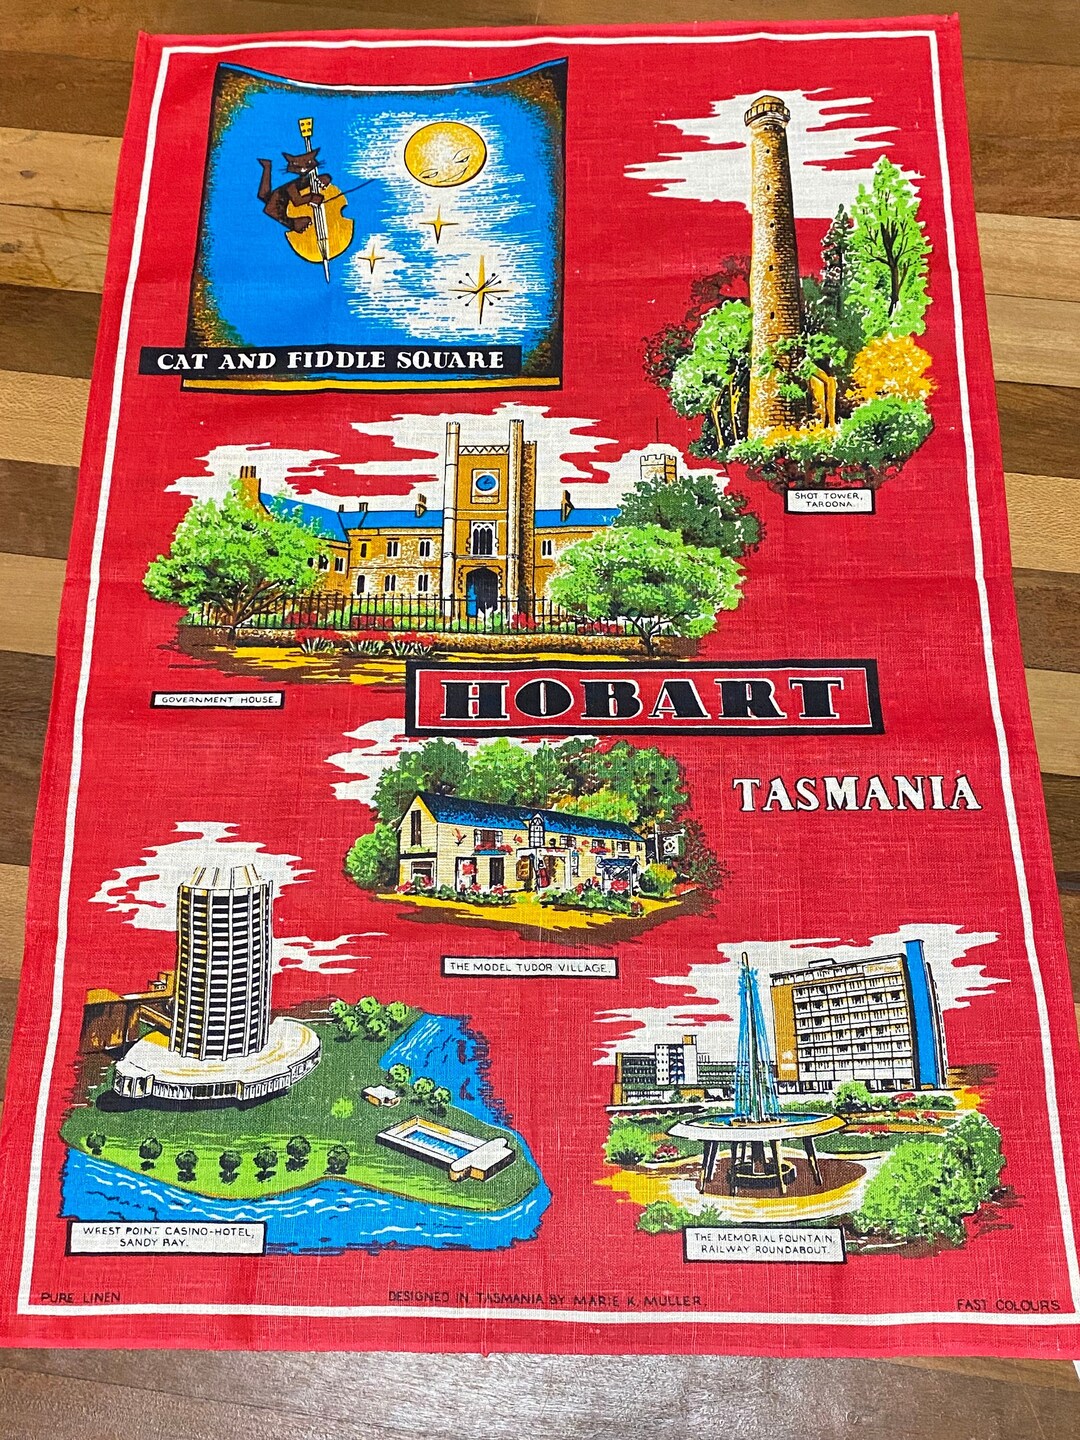 CAT AND FIDDLE SQUARE
SHOT TOWER,
TAROONA.
GOVERNMENT HOUSE.
HOBART
TASMANIA
THE MODEL TUDOR VILLAGE.
WREST POINT CASINO-HOTEL,
SANDY BAY.
THE MEMORIAL FOUNTAIN,
RAILWAY ROUNDABOUT.
PURE LINEN
DESIGNED IN TASMANIA BY MARIE K. MULLER.
FAST COLOURS